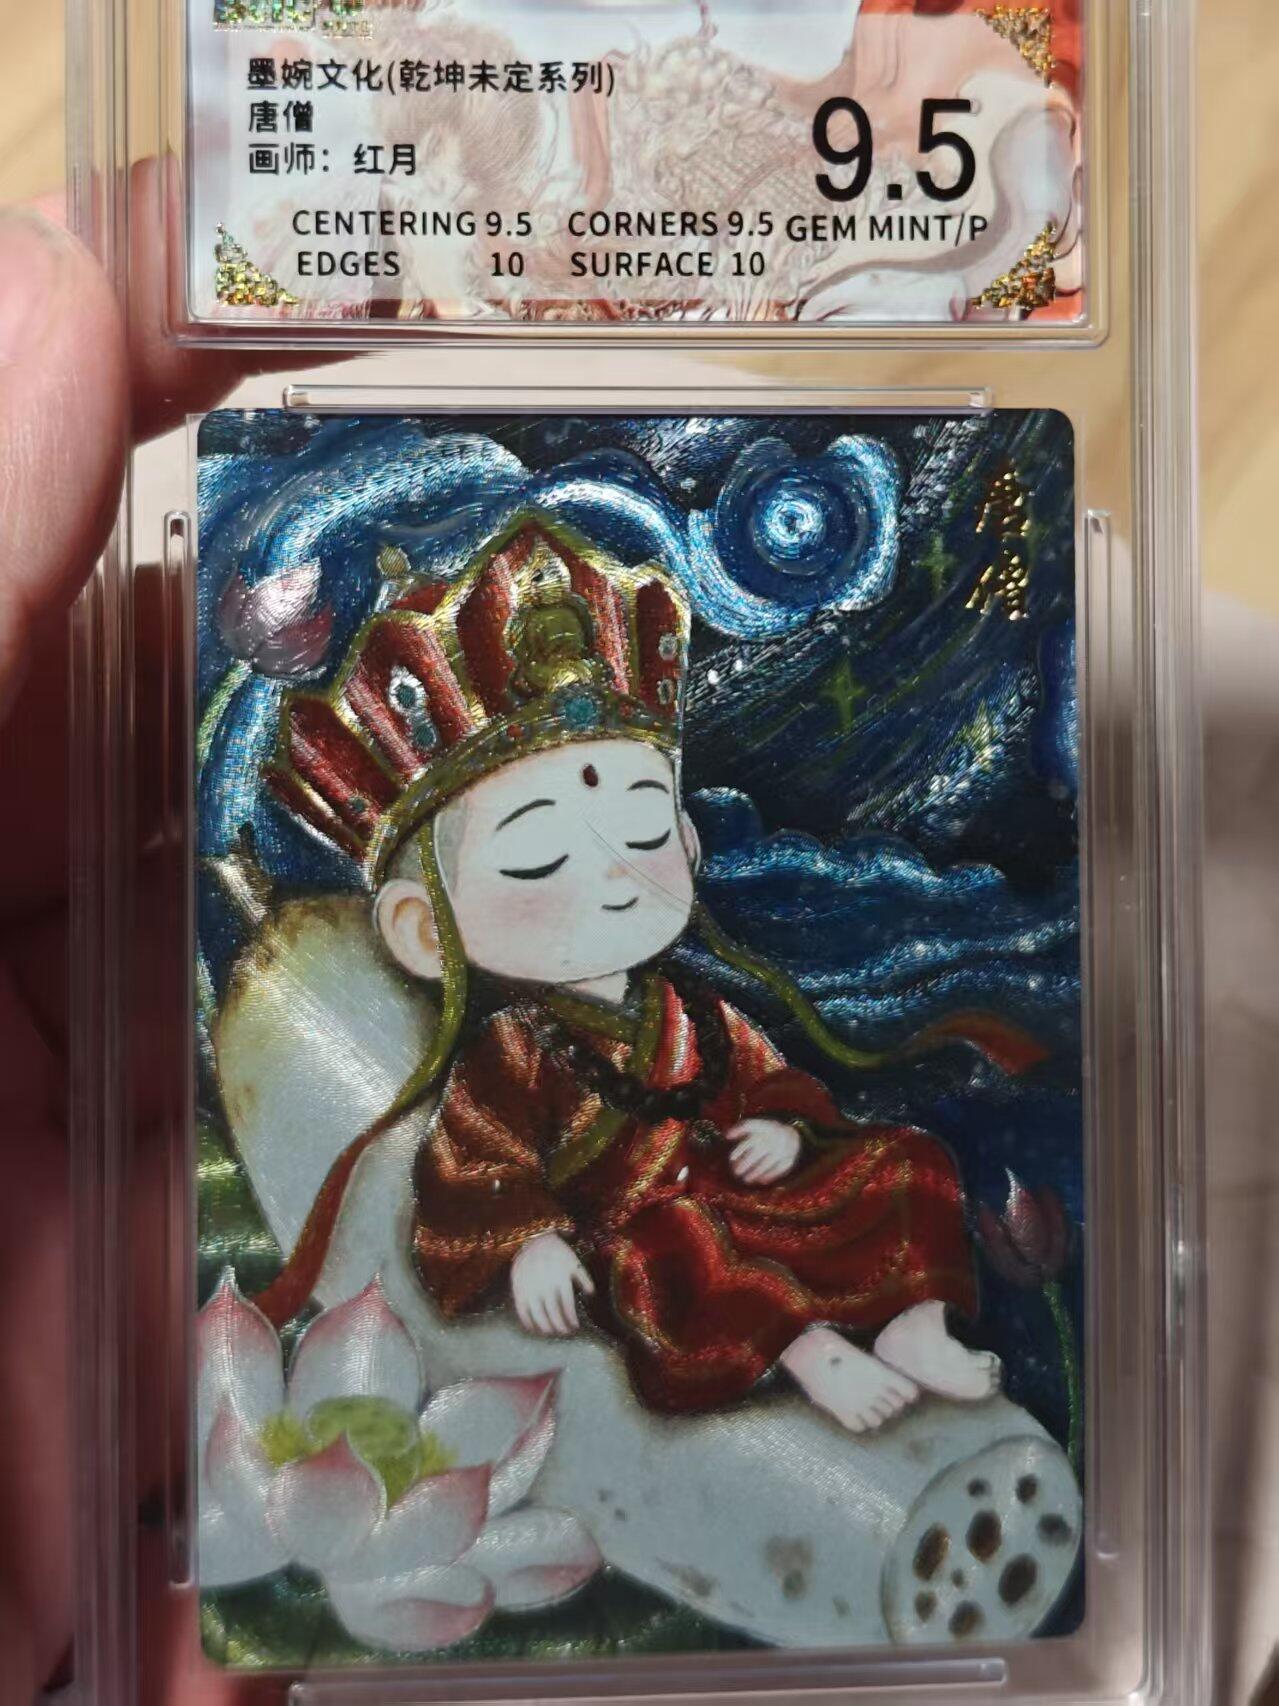 墨婉文化(乾坤未定系列)
唐僧
画师：红月
9.5
CENTERING 9.5 CORNERS 9.5 GEM MINT/P
EDGES 10 SURFACE 10
唐僧